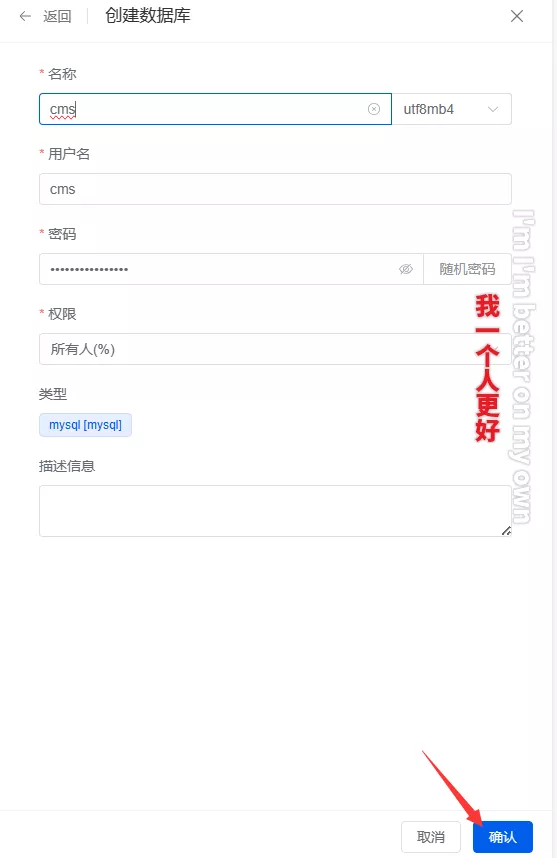 返回
创建数据库
* 名称
cms
utf8mb4
* 用户名
cms
* 密码
••••••••••••••••
随机密码
* 权限
所有人(%)
类型
mysql [mysql]
描述信息
I'm I'm better on my own
我一个人更好
取消
确认